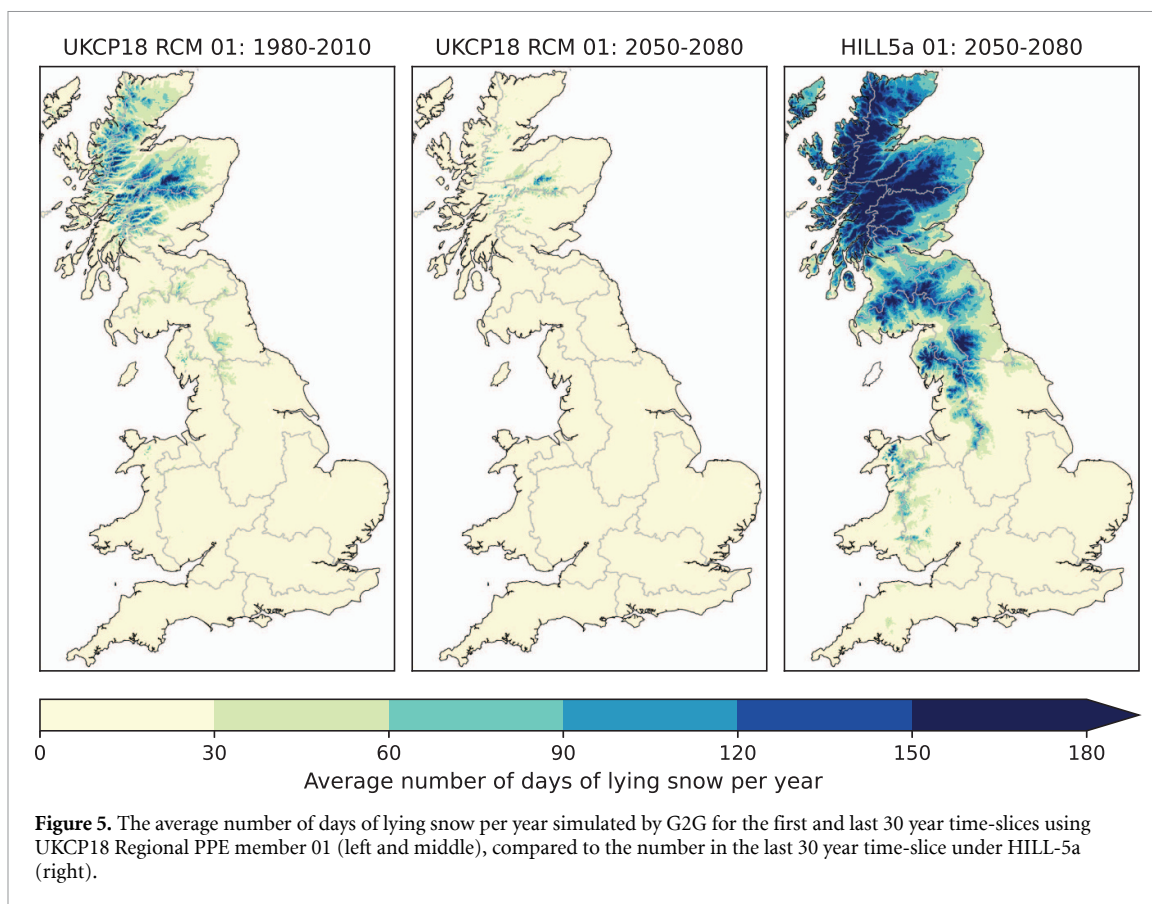 UKCP18 RCM 01: 1980-2010
UKCP18 RCM 01: 2050-2080
HILL5a 01: 2050-2080
0 30 60 90 120 150 180
Average number of days of lying snow per year
Figure 5. The average number of days of lying snow per year simulated by G2G for the first and last 30 year time-slices using
UKCP18 Regional PPE member 01 (left and middle), compared to the number in the last 30 year time-slice under HILL-5a
(right).